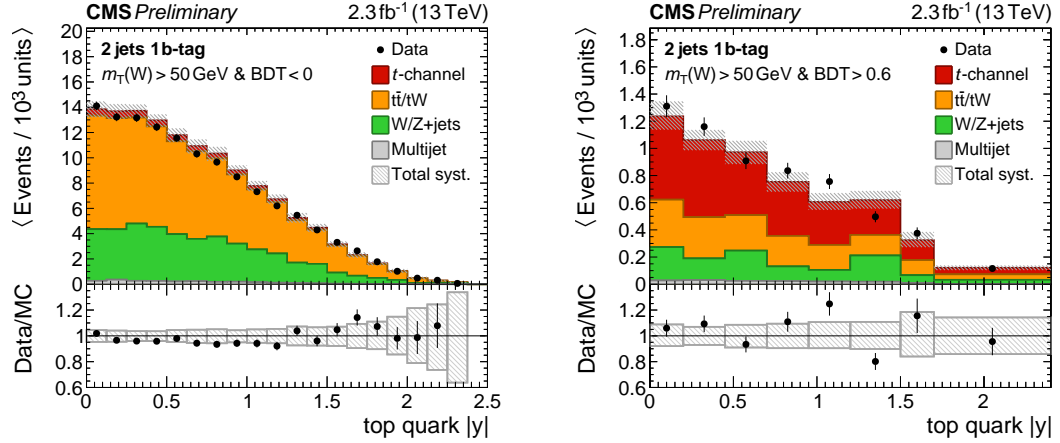 CMS Preliminary 2.3 fb⁻¹ (13 TeV)
2 jets 1 b-tag
m_T(W) > 50 GeV & BDT < 0
Data
t-channel
tt̄/tW
W/Z+jets
Multijet
Total syst.
⟨Events / 10³ units⟩
20
18
16
14
12
10
8
6
4
2
0
Data/MC
1.2
1.0
0.8
0.6
0 0.5 1 1.5 2 2.5
top quark |y|
CMS Preliminary 2.3 fb⁻¹ (13 TeV)
2 jets 1 b-tag
m_T(W) > 50 GeV & BDT > 0.6
Data
t-channel
tt̄/tW
W/Z+jets
Multijet
Total syst.
⟨Events / 10³ units⟩
1.8
1.6
1.4
1.2
1
0.8
0.6
0.4
0.2
0
Data/MC
1.2
1.0
0.8
0.6
0 0.5 1 1.5 2
top quark |y|